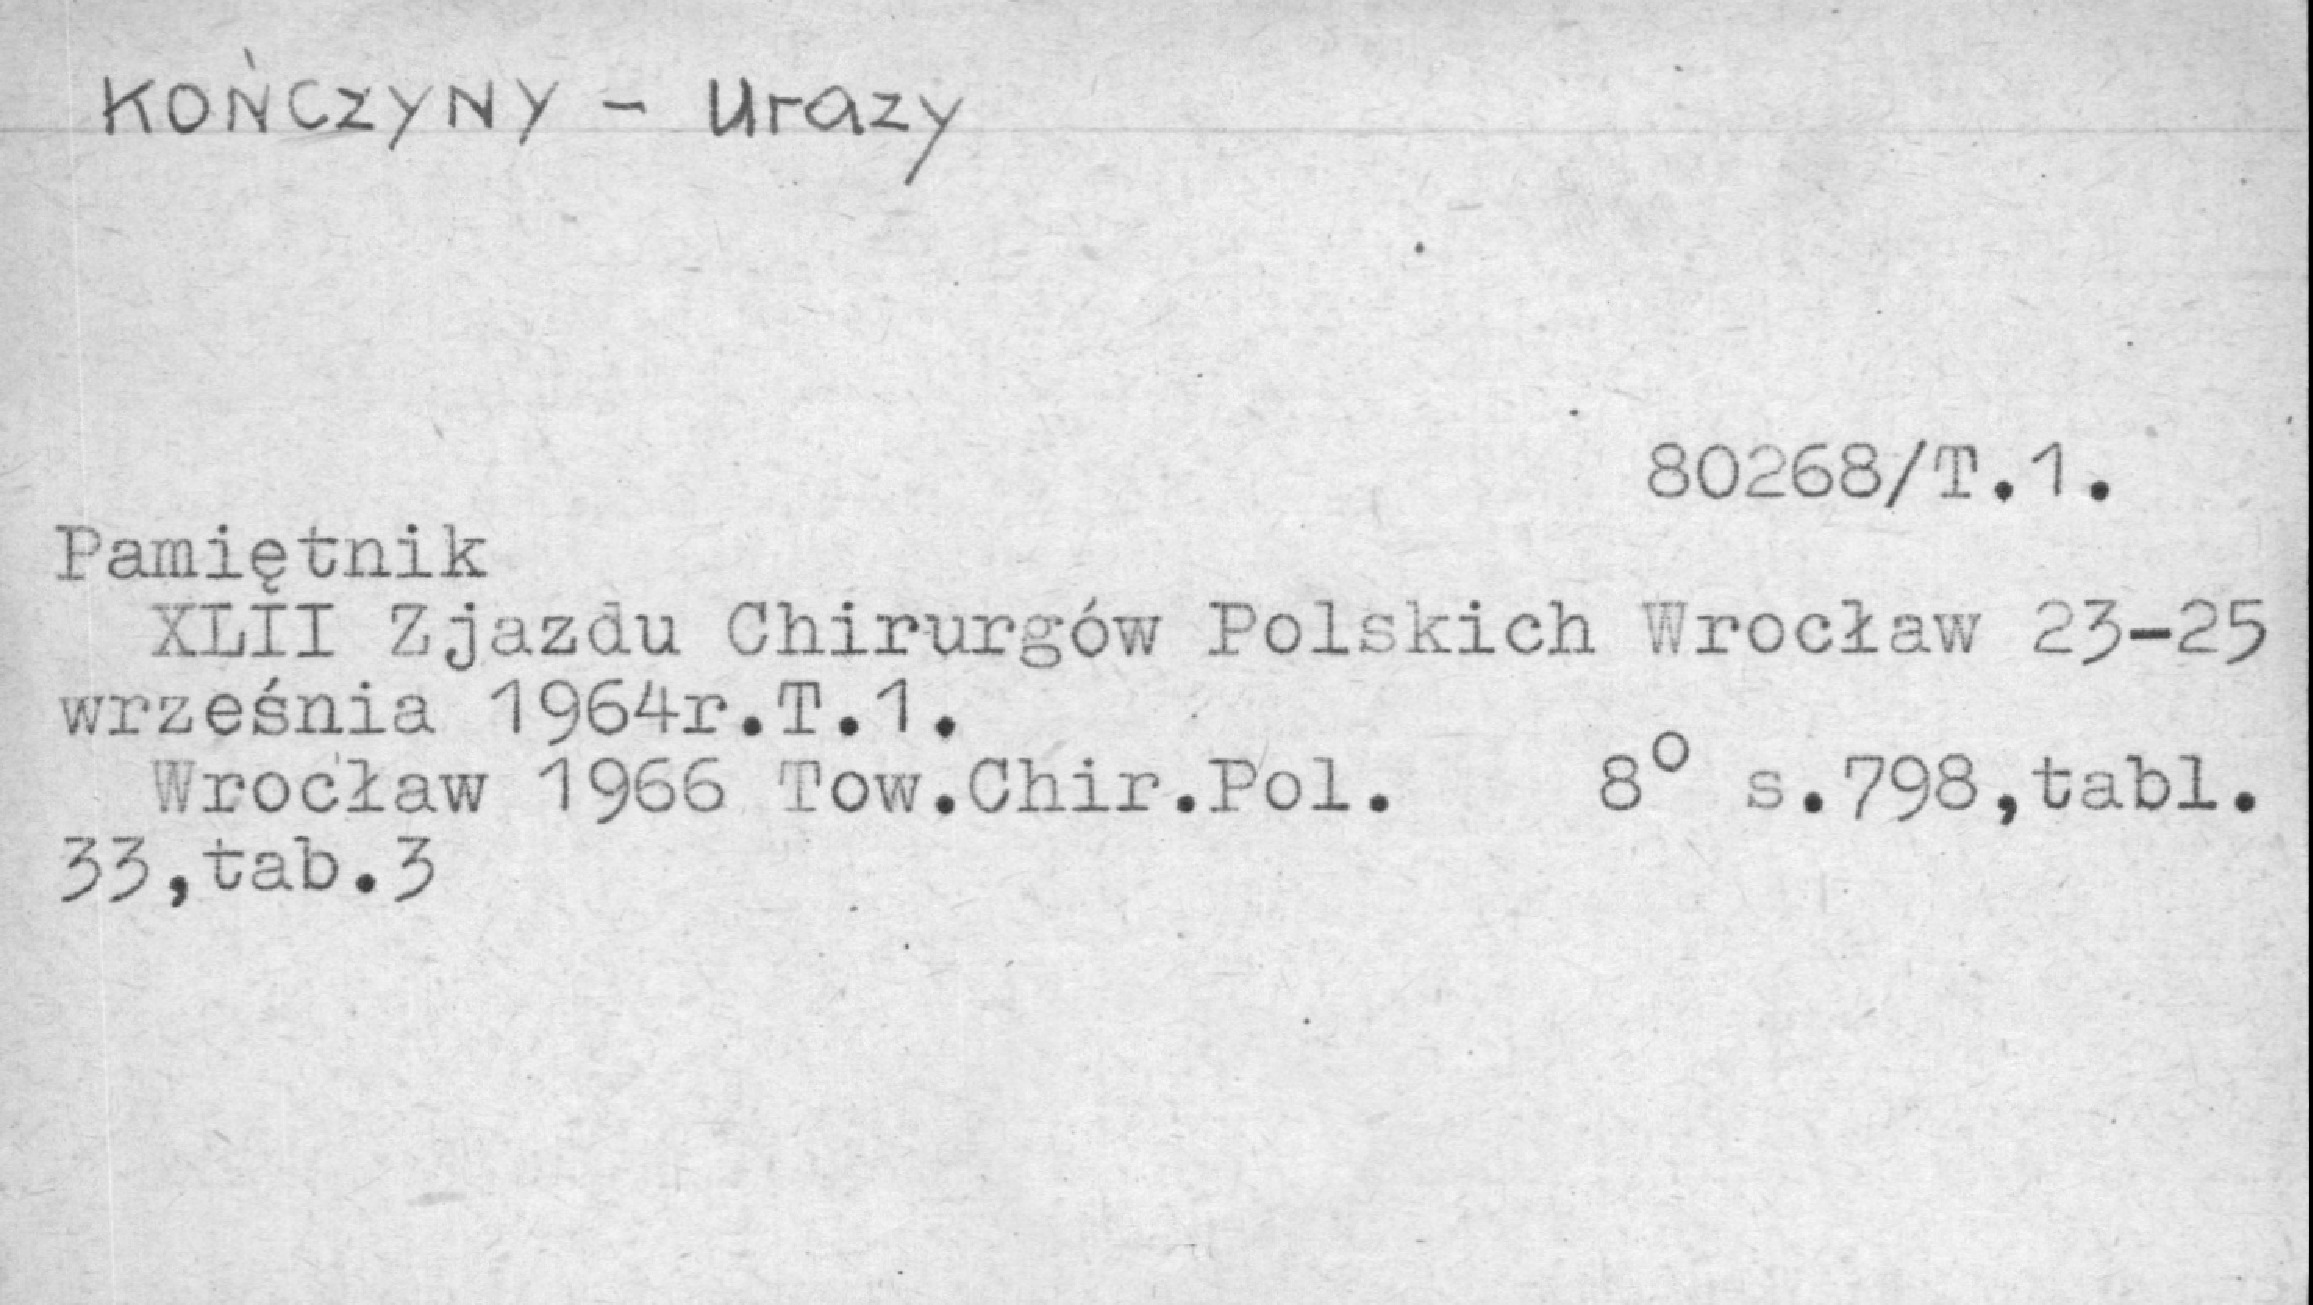 KOŃCZYNY - Urazy
80268/T.1.
Pamiętnik
XLII Zjazdu Chirurgów Polskich Wrocław 23-25
września 1964r.T.1.
Wrocław 1966 Tow.Chir.Pol. 8° s.798,tabl.
33,tab.3